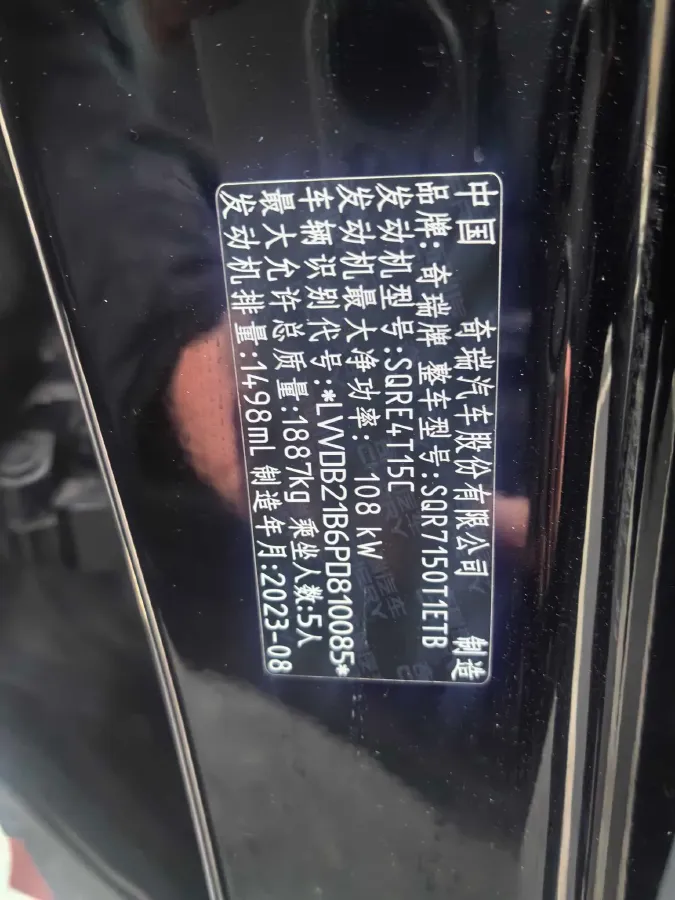 中国 奇瑞汽车股份有限公司 制造
品牌: 奇瑞牌 整车型号:SQR7150T1ETB
发动机型号:SQRE4T15C
发动机最大净功率: 108 kW
车辆识别代号:*LVVDB21B6PD810085*
最大允许总质量:1887kg 乘坐人数:5人
发动机排量:1498mL 制造年月:2023-08